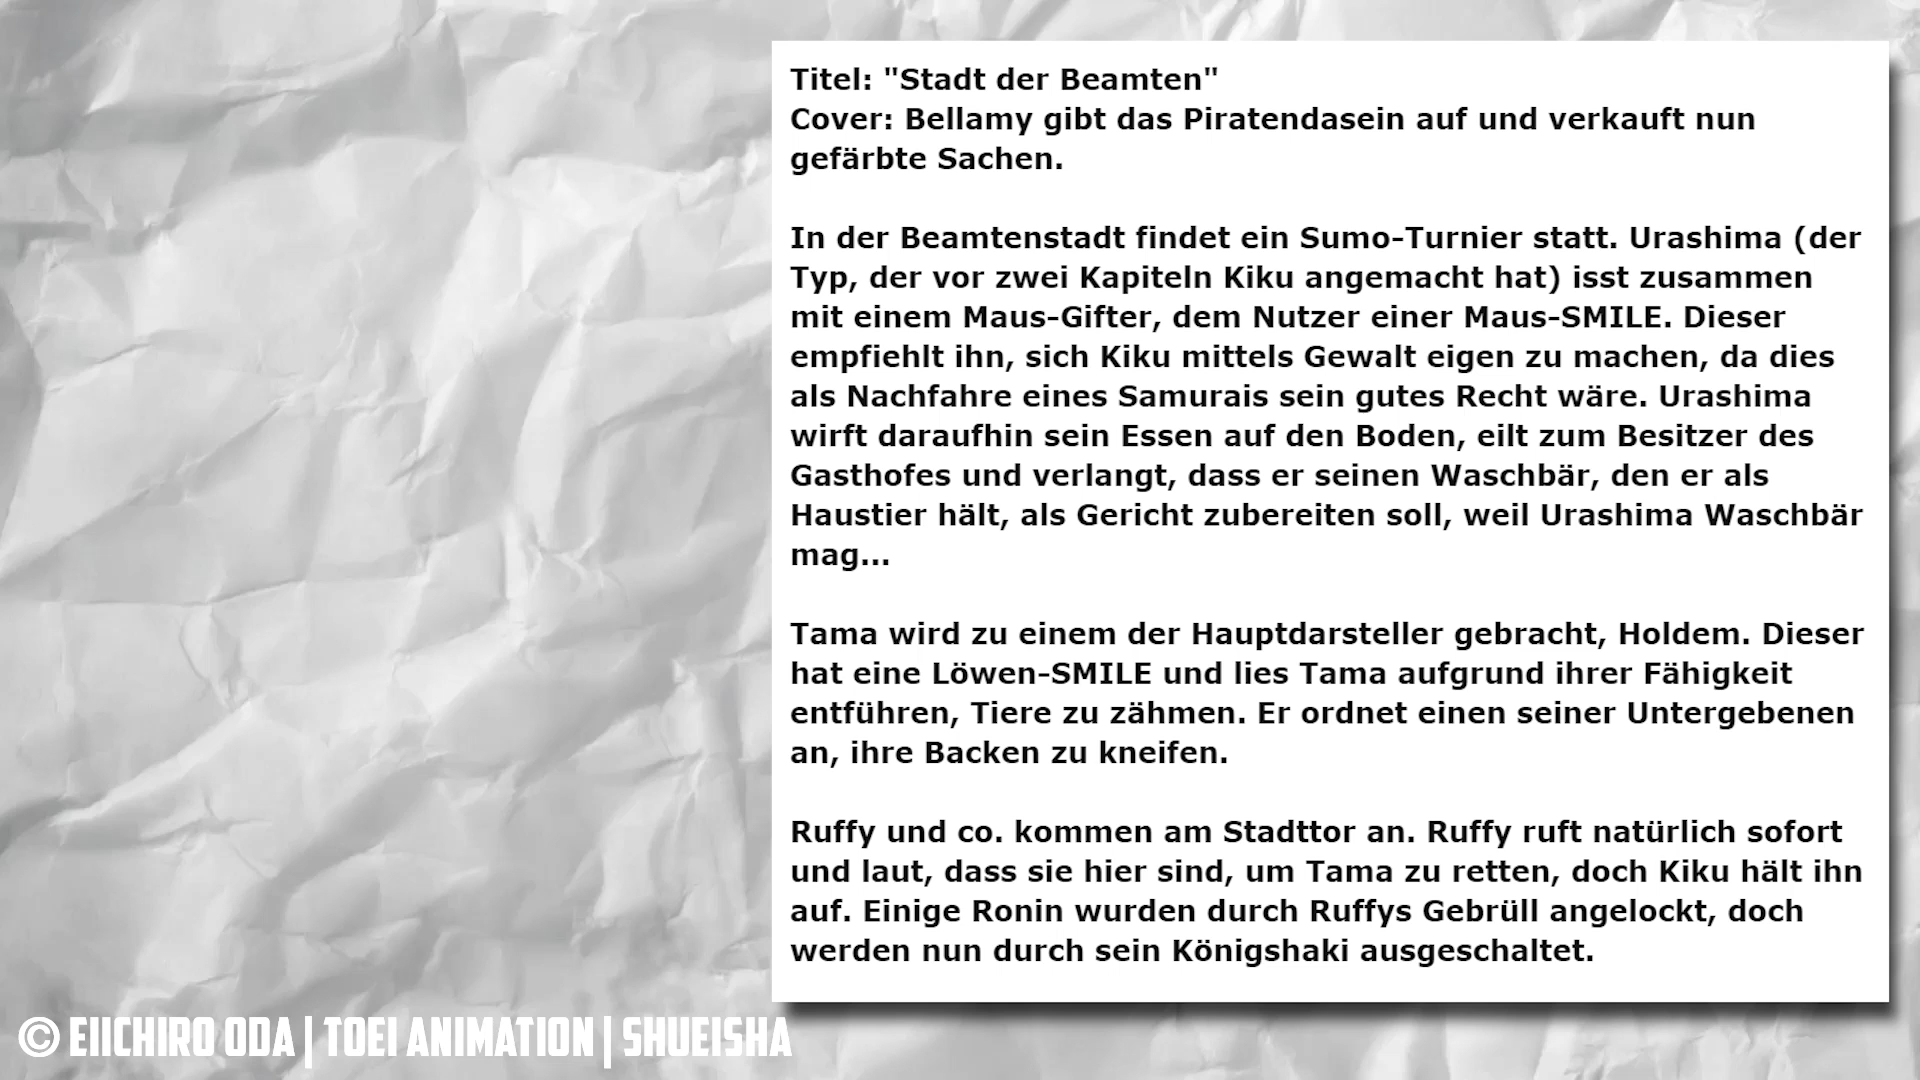 Titel: "Stadt der Beamten"
Cover: Bellamy gibt das Piratendasein auf und verkauft nun
gefärbte Sachen.
In der Beamtenstadt findet ein Sumo-Turnier statt. Urashima (der
Typ, der vor zwei Kapiteln Kiku angemacht hat) isst zusammen
mit einem Maus-Gifter, dem Nutzer einer Maus-SMILE. Dieser
empfiehlt ihn, sich Kiku mittels Gewalt eigen zu machen, da dies
als Nachfahre eines Samurais sein gutes Recht wäre. Urashima
wirft daraufhin sein Essen auf den Boden, eilt zum Besitzer des
Gasthofes und verlangt, dass er seinen Waschbär, den er als
Haustier hält, als Gericht zubereiten soll, weil Urashima Waschbär
mag...
Tama wird zu einem der Hauptdarsteller gebracht, Holdem. Dieser
hat eine Löwen-SMILE und lies Tama aufgrund ihrer Fähigkeit
entführen, Tiere zu zähmen. Er ordnet einen seiner Untergebenen
an, ihre Backen zu kneifen.
Ruffy und co. kommen am Stadttor an. Ruffy ruft natürlich sofort
und laut, dass sie hier sind, um Tama zu retten, doch Kiku hält ihn
auf. Einige Ronin wurden durch Ruffys Gebrüll angelockt, doch
werden nun durch sein Königshaki ausgeschaltet.
© EIICHIRO ODA | TOEI ANIMATION | SHUEISHA